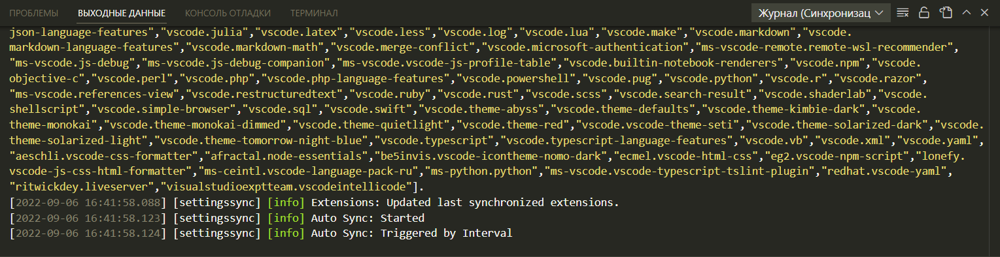 ПРОБЛЕМЫ ВЫХОДНЫЕ ДАННЫЕ КОНСОЛЬ ОТЛАДКИ ТЕРМИНАЛ Журнал (Синхронизац
json-language-features","vscode.julia","vscode.latex","vscode.less","vscode.log","vscode.lua","vscode.make","vscode.markdown","vscode.
markdown-language-features","vscode.markdown-math","vscode.merge-conflict","vscode.microsoft-authentication","ms-vscode-remote.remote-wsl-recommender",
"ms-vscode.js-debug","ms-vscode.js-debug-companion","ms-vscode.vscode-js-profile-table","vscode.builtin-notebook-renderers","vscode.npm","vscode.
objective-c","vscode.perl","vscode.php","vscode.php-language-features","vscode.powershell","vscode.pug","vscode.python","vscode.r","vscode.razor",
"ms-vscode.references-view","vscode.restructuredtext","vscode.ruby","vscode.rust","vscode.scss","vscode.search-result","vscode.shaderlab","vscode.
shellscript","vscode.simple-browser","vscode.sql","vscode.swift","vscode.theme-abyss","vscode.theme-defaults","vscode.theme-kimbie-dark","vscode.
theme-monokai","vscode.theme-monokai-dimmed","vscode.theme-quietlight","vscode.theme-red","vscode.vscode-theme-seti","vscode.theme-solarized-dark","vscode.
theme-solarized-light","vscode.theme-tomorrow-night-blue","vscode.typescript","vscode.typescript-language-features","vscode.vb","vscode.xml","vscode.yaml",
"aeschli.vscode-css-formatter","afractal.node-essentials","be5invis.vscode-icontheme-nomo-dark","ecmel.vscode-html-css","eg2.vscode-npm-script","lonefy.
vscode-js-css-html-formatter","ms-ceintl.vscode-language-pack-ru","ms-python.python","ms-vscode.vscode-typescript-tslint-plugin","redhat.vscode-yaml",
"ritwickdey.liveserver","visualstudioexptteam.vscodeintellicode"].
[2022-09-06 16:41:58.088] [settingssync] [info] Extensions: Updated last synchronized extensions.
[2022-09-06 16:41:58.123] [settingssync] [info] Auto Sync: Started
[2022-09-06 16:41:58.124] [settingssync] [info] Auto Sync: Triggered by Interval